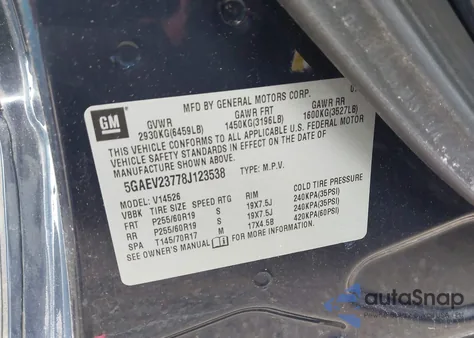 GM
MFD BY GENERAL MOTORS CORP.
GVWR GAWR FRT GAWR RR
2930KG(6459LB) 1450KG(3196LB) 1600KG(3527LB)
THIS VEHICLE CONFORMS TO ALL APPLICABLE U.S. FEDERAL MOTOR
VEHICLE SAFETY STANDARDS IN EFFECT ON THE DATE OF
MANUFACTURE SHOWN ABOVE.
5GAEV23778J123538 TYPE: M.P.V.
MODEL: V14526
VBBK TIRE SIZE SPEED RTG RIM COLD TIRE PRESSURE
FRT P255/60R19 S 19X7.5J 240KPA(35PSI)
RR P255/60R19 S 19X7.5J 240KPA(35PSI)
SPA T145/70R17 M 17X4.5B 420KPA(60PSI)
SEE OWNER'S MANUAL FOR MORE INFORMATION.
autoSnap